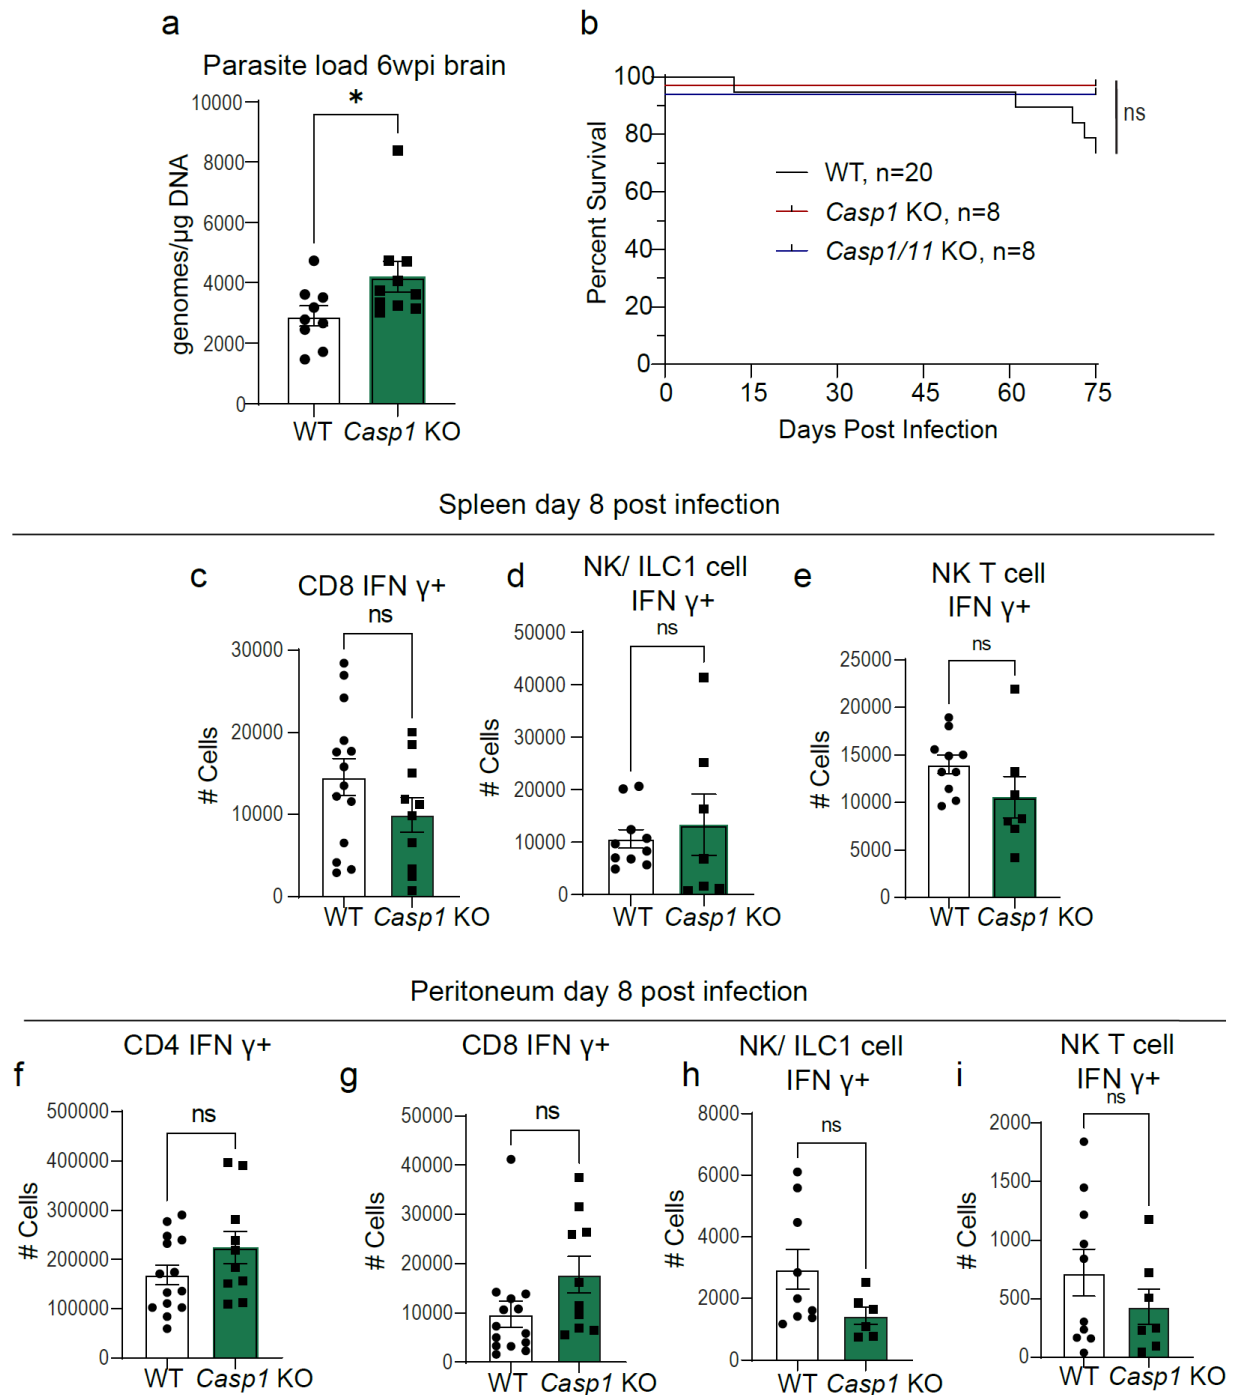 a
Parasite load 6wpi brain
*
genomes/µg DNA
10000
8000
6000
4000
2000
0
WT Casp1 KO
b
Percent Survival
100
80
60
40
20
0
ns
WT, n=20
Casp1 KO, n=8
Casp1/11 KO, n=8
0 15 30 45 60 75
Days Post Infection
Spleen day 8 post infection
c
CD8 IFN γ+
ns
# Cells
30000
20000
10000
0
WT Casp1 KO
d
NK/ ILC1 cell
IFN γ+
ns
# Cells
50000
40000
30000
20000
10000
0
WT Casp1 KO
e
NK T cell
IFN γ+
ns
# Cells
25000
20000
15000
10000
5000
0
WT Casp1 KO
Peritoneum day 8 post infection
f
CD4 IFN γ+
ns
# Cells
500000
400000
300000
200000
100000
0
WT Casp1 KO
g
CD8 IFN γ+
ns
# Cells
50000
40000
30000
20000
10000
0
WT Casp1 KO
h
NK/ ILC1 cell
IFN γ+
ns
# Cells
8000
6000
4000
2000
0
WT Casp1 KO
i
NK T cell
IFN γ+
ns
# Cells
2000
1500
1000
500
0
WT Casp1 KO